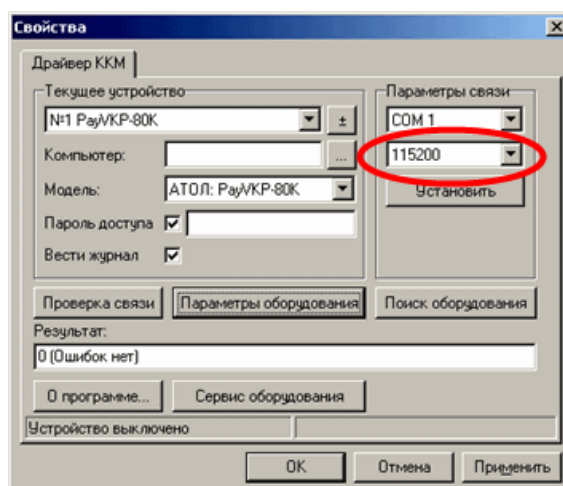 Свойства
Драйвер ККМ
Текущее устройство
№1 PayVKP-80K
±
Компьютер:
...
Модель:
АТОЛ: PayVKP-80K
Пароль доступа
Вести журнал
Параметры связи
COM 1
115200
Установить
Проверка связи
Параметры оборудования
Поиск оборудования
Результат:
0 (Ошибок нет)
О программе...
Сервис оборудования
Устройство выключено
OK
Отмена
Применить